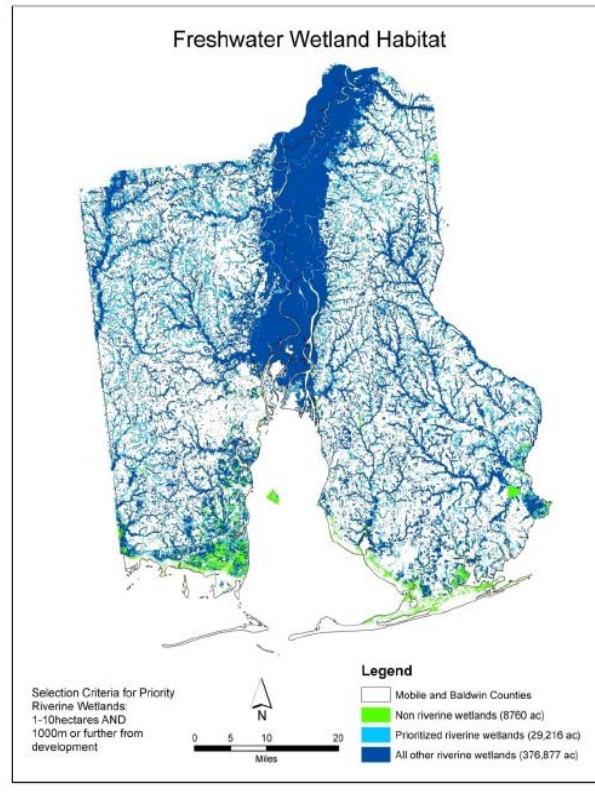 Freshwater Wetland Habitat
Selection Criteria for Priority
Riverine Wetlands:
1-10hectares AND
1000m or further from
development
N
0 5 10 20
Miles
Legend
Mobile and Baldwin Counties
Non riverine wetlands (8760 ac)
Prioritized riverine wetlands (29,216 ac)
All other riverine wetlands (376,877 ac)